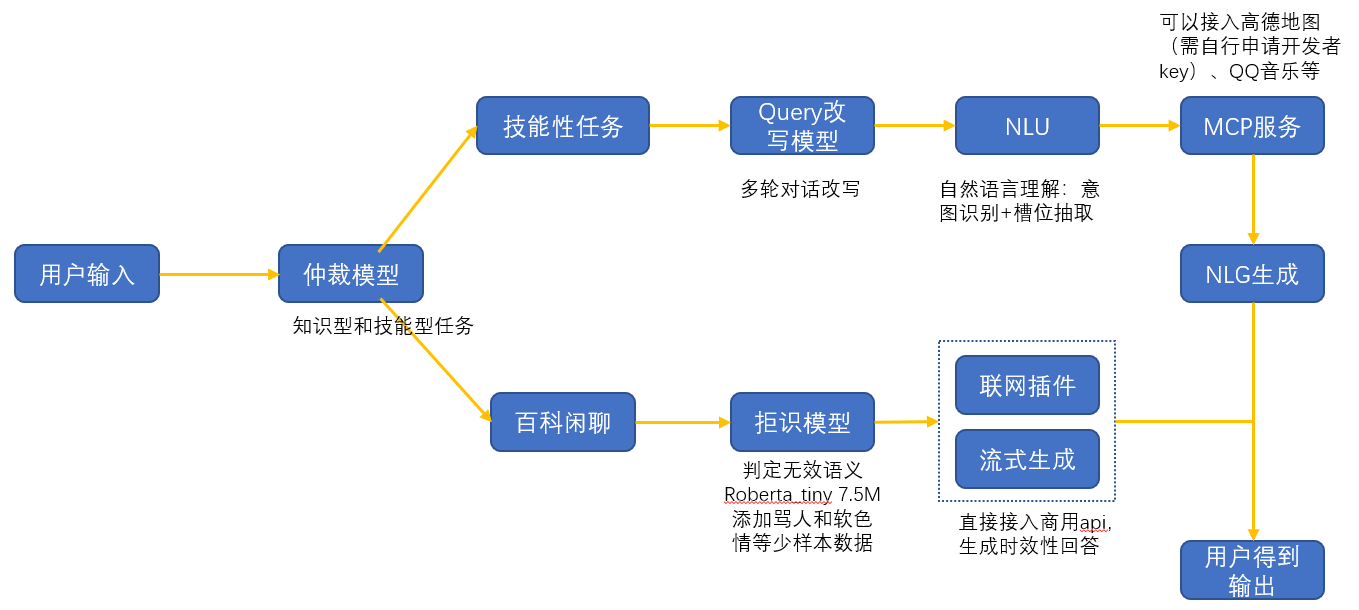 可以接入高德地图
（需自行申请开发者
key）、QQ音乐等
技能性任务
Query改
写模型
NLU
MCP服务
多轮对话改写
自然语言理解：意
图识别+槽位抽取
用户输入
仲裁模型
NLG生成
知识型和技能型任务
百科闲聊
拒识模型
联网插件
流式生成
判定无效语义
Roberta_tiny 7.5M
添加骂人和软色
情等少样本数据
直接接入商用api,
生成时效性回答
用户得到
输出